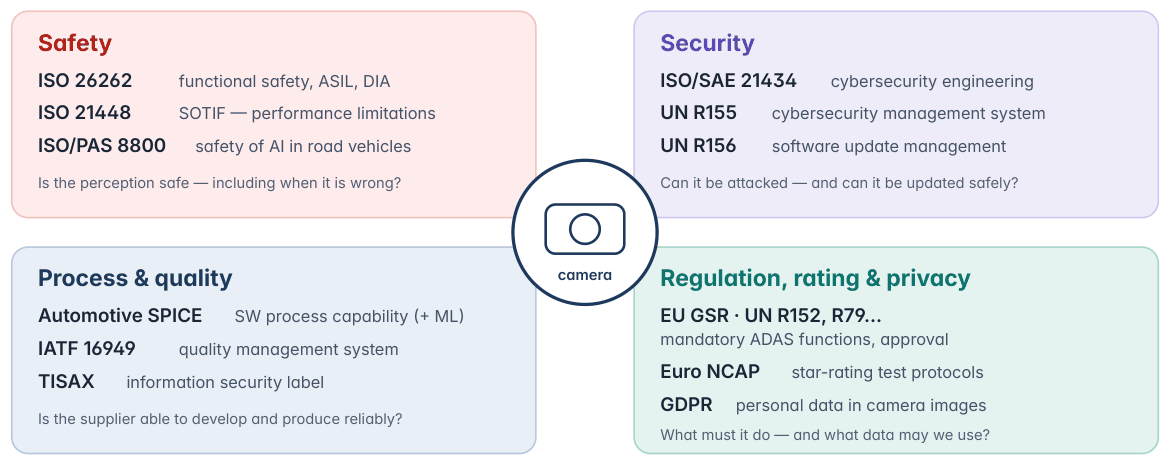 Safety
ISO 26262 functional safety, ASIL, DIA
ISO 21448 SOTIF — performance limitations
ISO/PAS 8800 safety of AI in road vehicles
Is the perception safe — including when it is wrong?
Security
ISO/SAE 21434 cybersecurity engineering
UN R155 cybersecurity management system
UN R156 software update management
Can it be attacked — and can it be updated safely?
camera
Process & quality
Automotive SPICE SW process capability (+ ML)
IATF 16949 quality management system
TISAX information security label
Is the supplier able to develop and produce reliably?
Regulation, rating & privacy
EU GSR · UN R152, R79…
mandatory ADAS functions, approval
Euro NCAP star-rating test protocols
GDPR personal data in camera images
What must it do — and what data may we use?